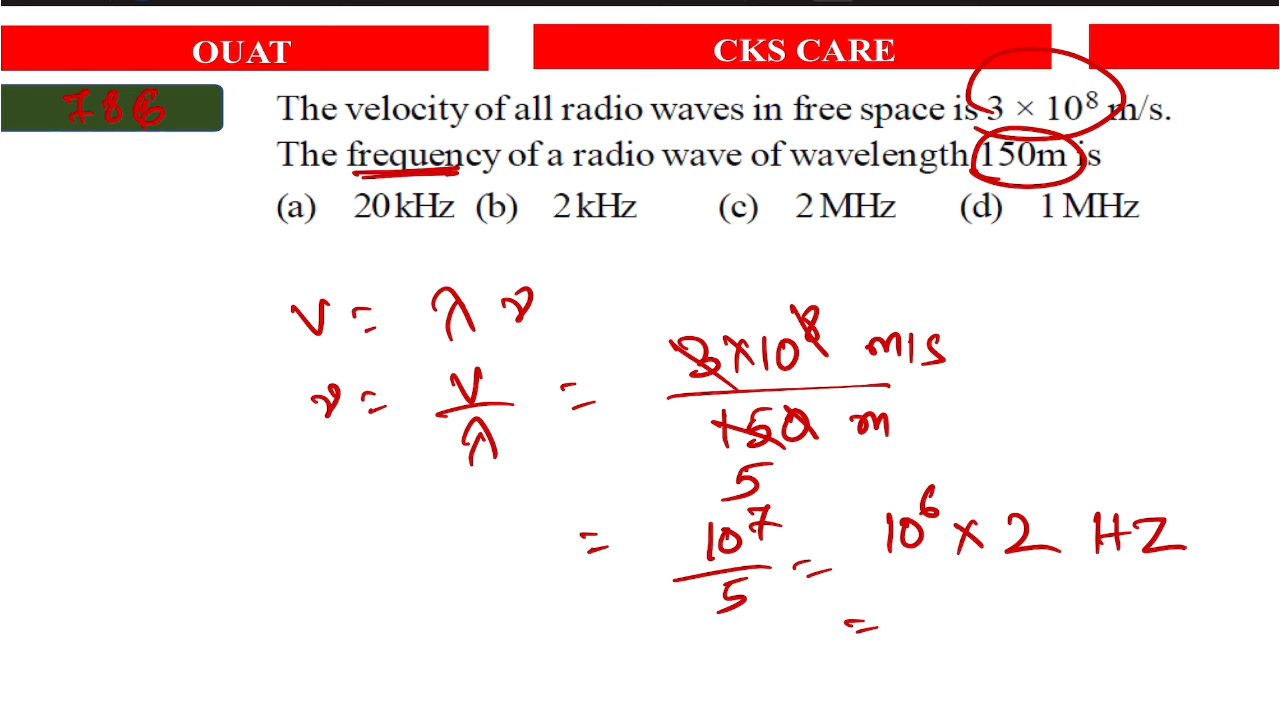 OUAT CKS CARE
786
The velocity of all radio waves in free space is 3 × 10⁸ m/s.
The frequency of a radio wave of wavelength 150m is
(a) 20 kHz (b) 2 kHz (c) 2 MHz (d) 1 MHz
v = λ ν
ν = v/λ = 3×10⁸ m/s / 150 m
5
= 10⁷/5 = 10⁶ × 2 HZ
=